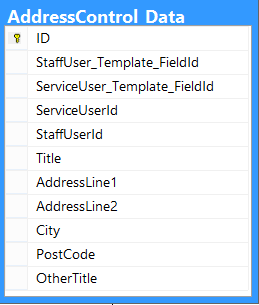 AddressControl Data
ID
StaffUser_Template_FieldId
ServiceUser_Template_FieldId
ServiceUserId
StaffUserId
Title
AddressLine1
AddressLine2
City
PostCode
OtherTitle